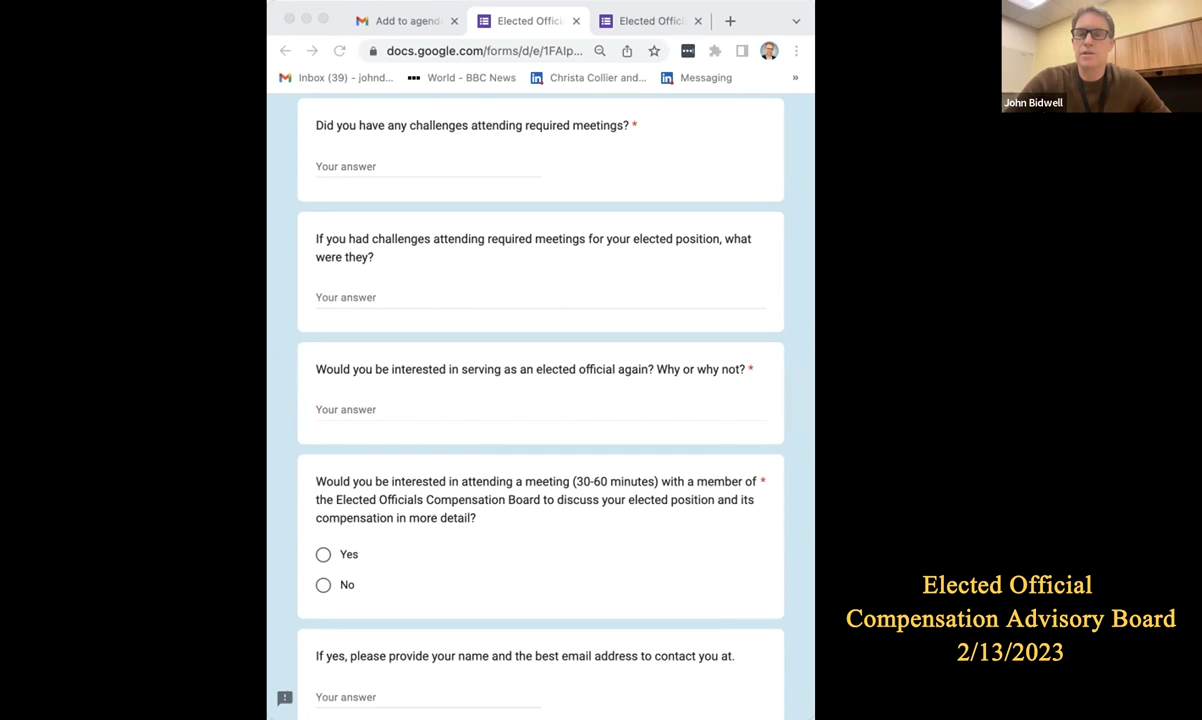 Add to agend
Elected Offici
Elected Offici
docs.google.com/forms/d/e/1FAIp...
Inbox (39) - johnd...
World - BBC News
Christa Collier and...
Messaging
»
John Bidwell
Did you have any challenges attending required meetings? *
Your answer
If you had challenges attending required meetings for your elected position, what
were they?
Your answer
Would you be interested in serving as an elected official again? Why or why not? *
Your answer
Would you be interested in attending a meeting (30-60 minutes) with a member of *
the Elected Officials Compensation Board to discuss your elected position and its
compensation in more detail?
Yes
No
If yes, please provide your name and the best email address to contact you at.
Your answer
Elected Official
Compensation Advisory Board
2/13/2023